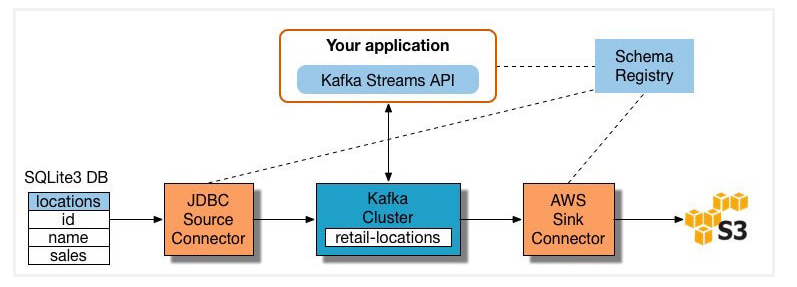 Your application
Kafka Streams API
Schema
Registry
SQLite3 DB
locations
id
name
sales
JDBC
Source
Connector
Kafka
Cluster
retail-locations
AWS
Sink
Connector
S3